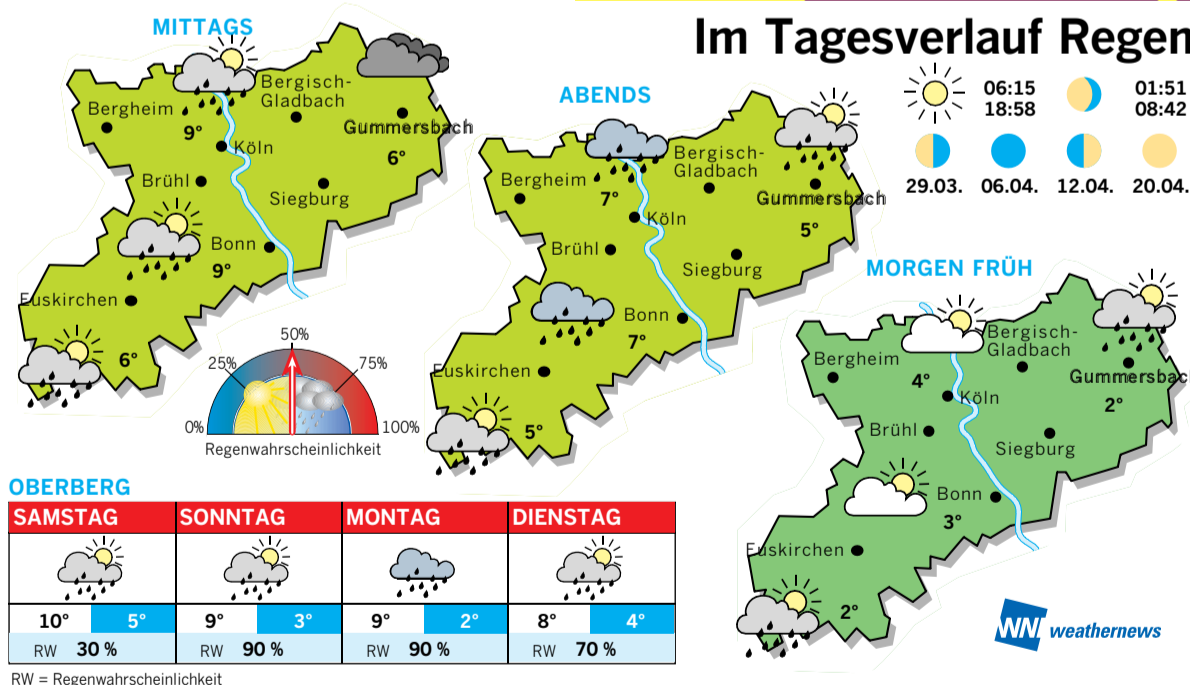 MITTAGS
Im Tagesverlauf Regen
06:15
18:58
01:51
08:42
29.03.
06.04.
12.04.
20.04.
Bergheim
Bergisch-
Gladbach
Gummersbach
9°
6°
Köln
Brühl
Siegburg
Bonn
9°
Euskirchen
6°
ABENDS
Bergheim
Bergisch-
Gladbach
Gummersbach
7°
5°
Köln
Brühl
Siegburg
Bonn
7°
Euskirchen
5°
MORGEN FRÜH
Bergheim
Bergisch-
Gladbach
Gummersbach
4°
2°
Köln
Brühl
Siegburg
Bonn
3°
Euskirchen
2°
0%
25%
50%
75%
100%
Regenwahrscheinlichkeit
OBERBERG
SAMSTAG SONNTAG MONTAG DIENSTAG
10° 5° 9° 3° 9° 2° 8° 4°
RW 30 % RW 90 % RW 90 % RW 70 %
RW = Regenwahrscheinlichkeit
WNI weathernews